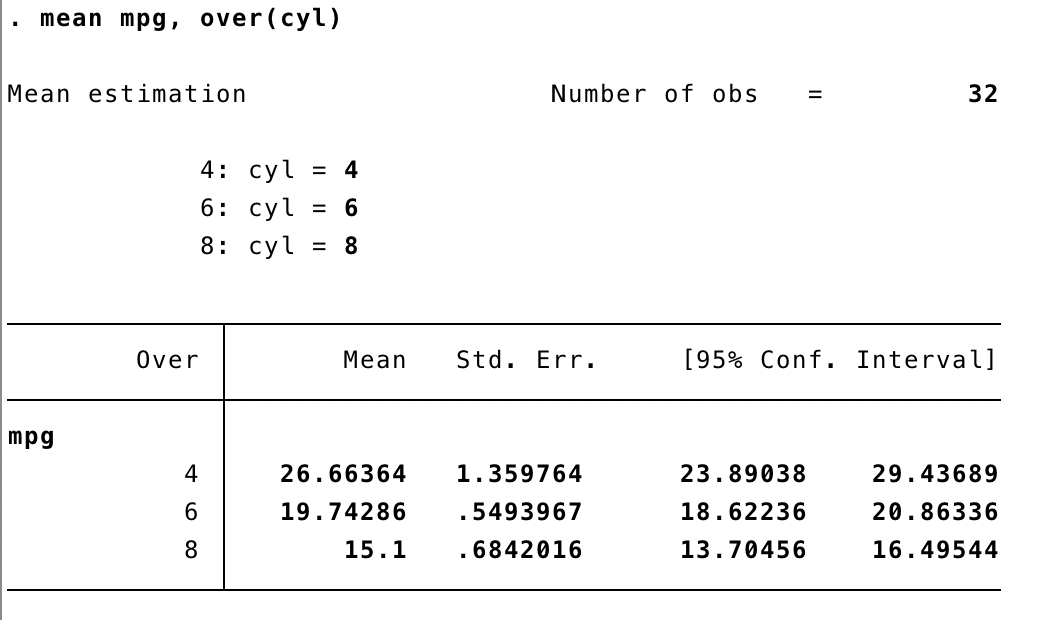 . mean mpg, over(cyl)
Mean estimation                   Number of obs   =         32
            4: cyl = 4
            6: cyl = 6
            8: cyl = 8
        Over |       Mean   Std. Err.     [95% Conf. Interval]
mpg
           4 |   26.66364   1.359764      23.89038    29.43689
           6 |   19.74286   .5493967      18.62236    20.86336
           8 |       15.1   .6842016      13.70456    16.49544